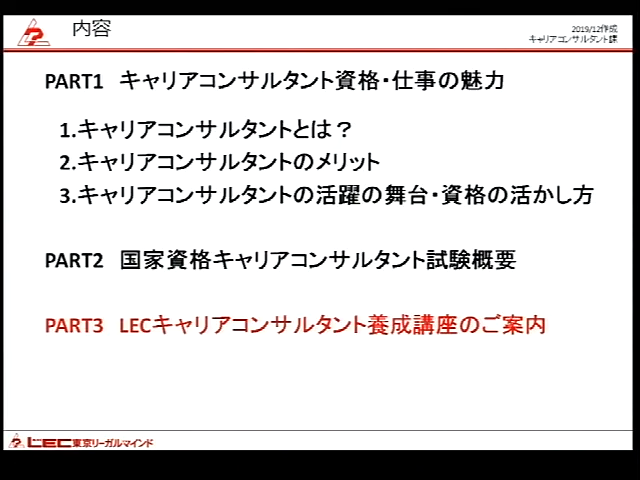 内容
2019/12作成
キャリアコンサルタント課
PART1 キャリアコンサルタント資格・仕事の魅力
1.キャリアコンサルタントとは？
2.キャリアコンサルタントのメリット
3.キャリアコンサルタントの活躍の舞台・資格の活かし方
PART2 国家資格キャリアコンサルタント試験概要
PART3 LECキャリアコンサルタント養成講座のご案内
LEC東京リーガルマインド